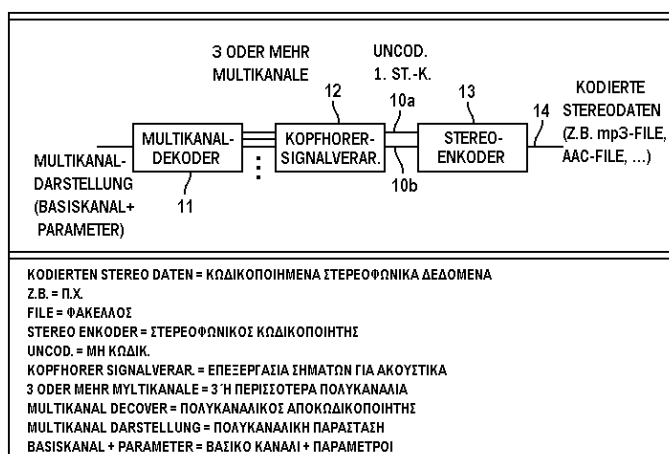 3 ODER MEHR
MULTIKANALE
UNCOD.
1. ST.-K.
12
10a
13
14
KODIERTE
STEREODATEN
(Z.B. mp3-FILE,
AAC-FILE, ...)
MULTIKANAL-
DEKODER
KOPFHORER-
SIGNALVERAR.
STEREO-
ENKODER
MULTIKANAL-
DARSTELLUNG
(BASISKANAL+
PARAMETER)
11
10b
KODIERTEN STEREO DATEN = ΚΩΔΙΚΟΠΟΙΗΜΕΝΑ ΣΤΕΡΕΟΦΩΝΙΚΑ ΔΕΔΟΜΕΝΑ
Z.B. = Π.Χ.
FILE = ΦΑΚΕΛΛΟΣ
STEREO ENKODER = ΣΤΕΡΕΟΦΩΝΙΚΟΣ ΚΩΔΙΚΟΠΟΙΗΤΗΣ
UNCOD. = ΜΗ ΚΩΔΙΚ.
KOPFHORER SIGNALVERAR. = ΕΠΕΞΕΡΓΑΣΙΑ ΣΗΜΑΤΩΝ ΓΙΑ ΑΚΟΥΣΤΙΚΑ
3 ODER MEHR MYLTIKANALE = 3 Ή ΠΕΡΙΣΣΟΤΕΡΑ ΠΟΛΥΚΑΝΑΛΙΑ
MULTIKANAL DECOVER = ΠΟΛΥΚΑΝΑΛΙΚΟΣ ΑΠΟΚΩΔΙΚΟΠΟΙΗΤΗΣ
MULTIKANAL DARSTELLUNG = ΠΟΛΥΚΑΝΑΛΙΚΗ ΠΑΡΑΣΤΑΣΗ
BASISKANAL + PARAMETER = ΒΑΣΙΚΟ ΚΑΝΑΛΙ + ΠΑΡΑΜΕΤΡΟΙ